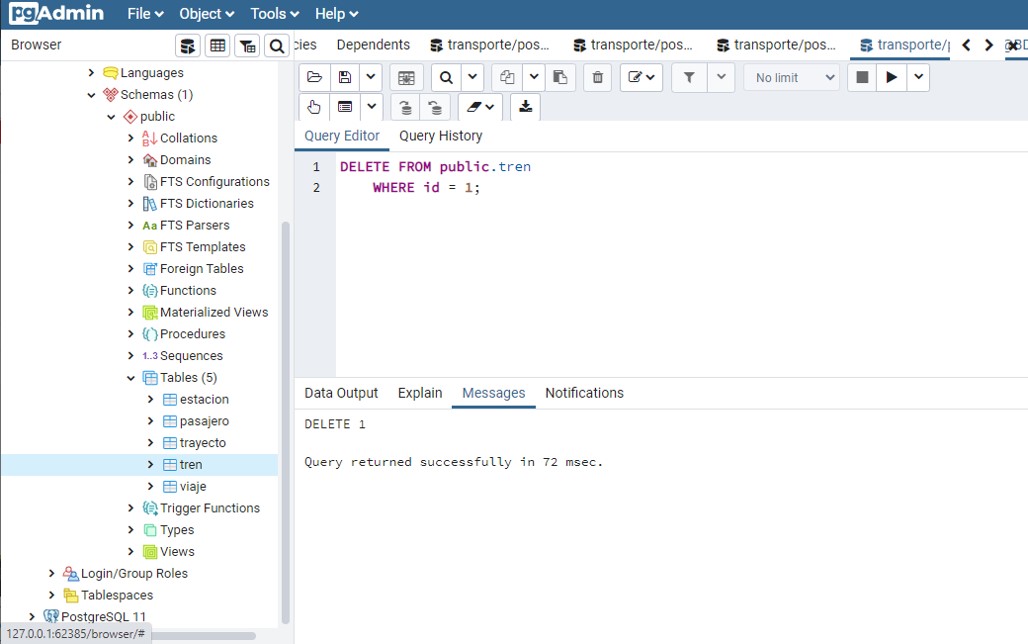 pgAdmin File Object Tools Help
Browser
cies Dependents transporte/pos... transporte/pos... transporte/pos... transporte/p
No limit
Query Editor Query History
1 DELETE FROM public.tren
2 WHERE id = 1;
Languages
Schemas (1)
public
Collations
Domains
FTS Configurations
FTS Dictionaries
Aa FTS Parsers
FTS Templates
Foreign Tables
Functions
Materialized Views
Procedures
1..3 Sequences
Tables (5)
estacion
pasajero
trayecto
tren
viaje
Trigger Functions
Types
Views
Login/Group Roles
Tablespaces
PostgreSQL 11
127.0.0.1:62385/browser/#
Data Output Explain Messages Notifications
DELETE 1
Query returned successfully in 72 msec.